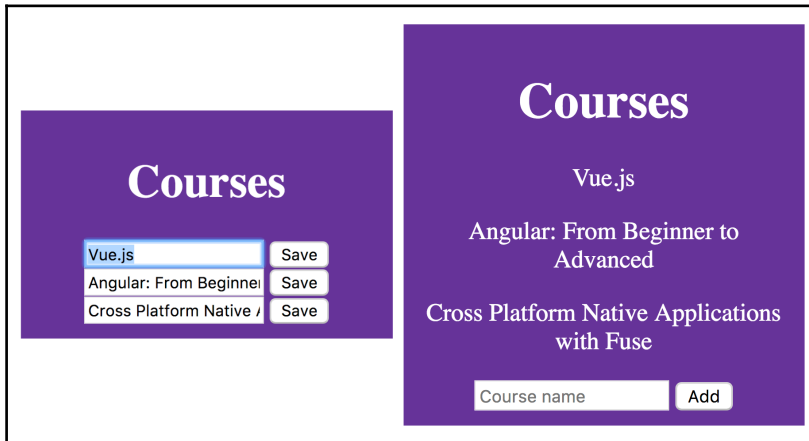 Courses
Vue.js Save
Angular: From Beginne Save
Cross Platform Native Save
Courses
Vue.js
Angular: From Beginner to
Advanced
Cross Platform Native Applications
with Fuse
Course name Add